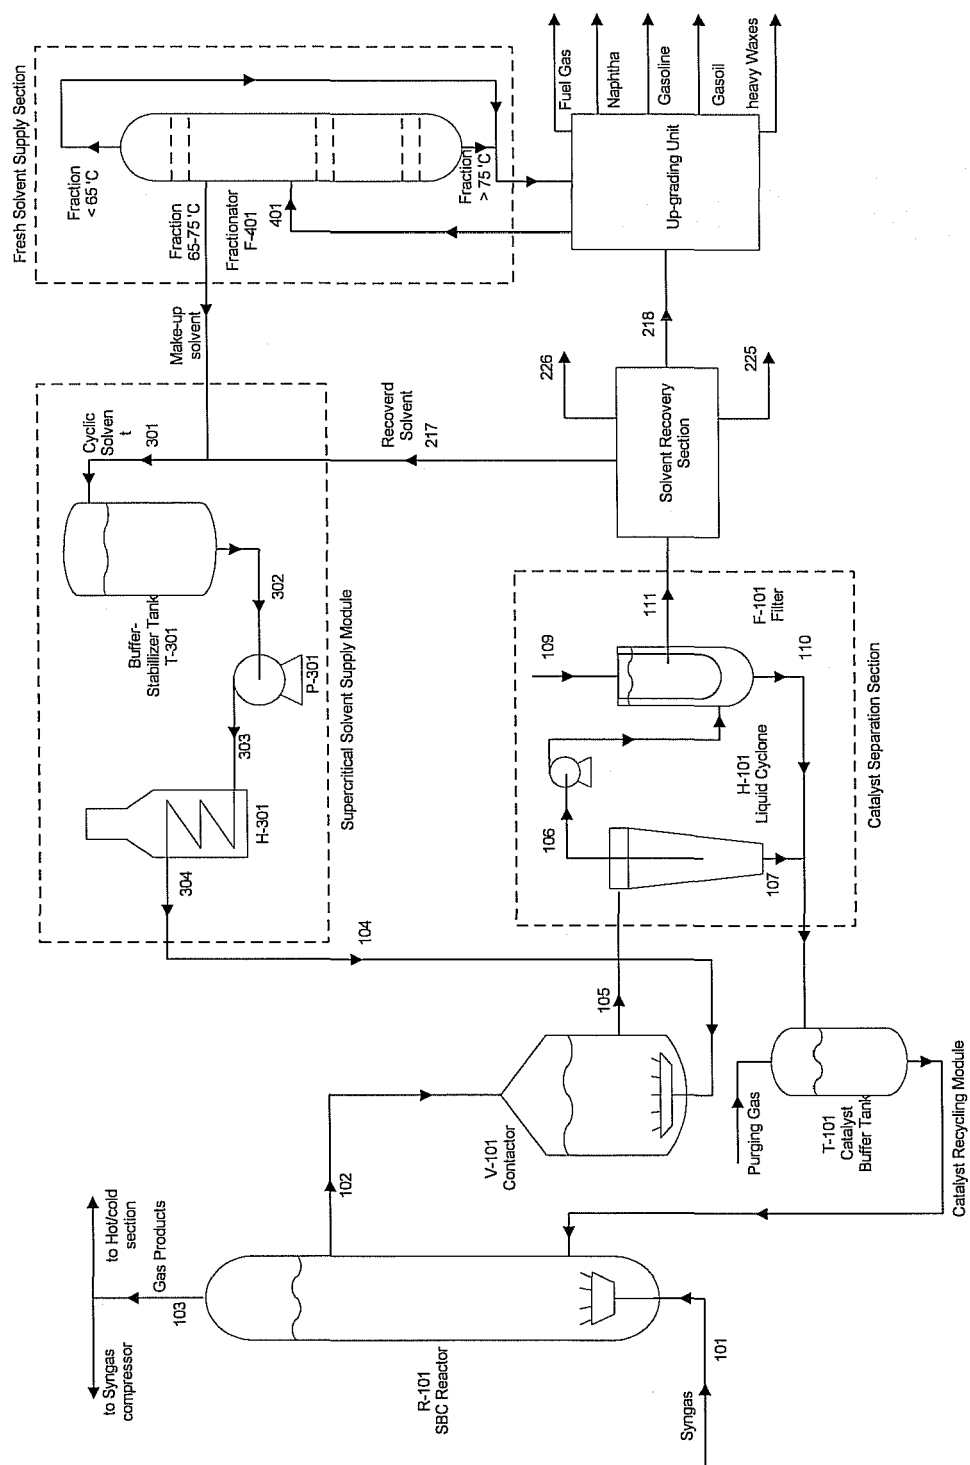 to Syngas
compressor
to Hot/cold
section
103
Gas Products
R-101
SBC Reactor
Syngas
101
102
V-101
Contactor
105
104
Purging Gas
T-101
Catalyst
Buffer Tank
Catalyst Recycling Module
304
H-301
303
P-301
302
Buffer-
Stabilizer Tank
T-301
Cyclic
Solven
t
301
Supercritical Solvent Supply Module
106
107
H-101
Liquid Cyclone
109
110
111
F-101
Filter
Catalyst Separation Section
Recoverd
Solvent
217
Solvent Recovery
Section
226
225
218
Make-up
solvent
Fresh Solvent Supply Section
Fraction
< 65 'C
Fraction
65-75 'C
Fractionator
F-401
401
Fraction
> 75 'C
Up-grading Unit
Fuel Gas
Naphtha
Gasoline
Gasoil
heavy Waxes